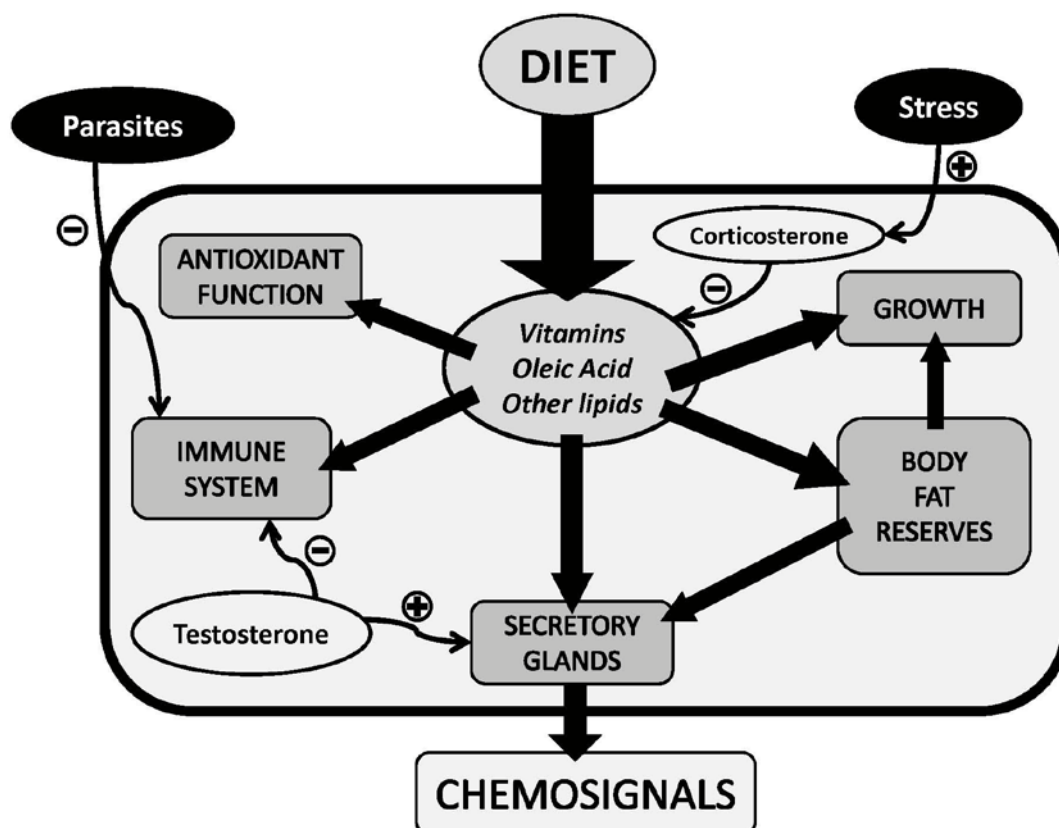 DIET
Parasites
Stress
+
−
Corticosterone
ANTIOXIDANT
FUNCTION
−
GROWTH
Vitamins
Oleic Acid
Other lipids
IMMUNE
SYSTEM
BODY
FAT
RESERVES
−
+
Testosterone
SECRETORY
GLANDS
CHEMOSIGNALS